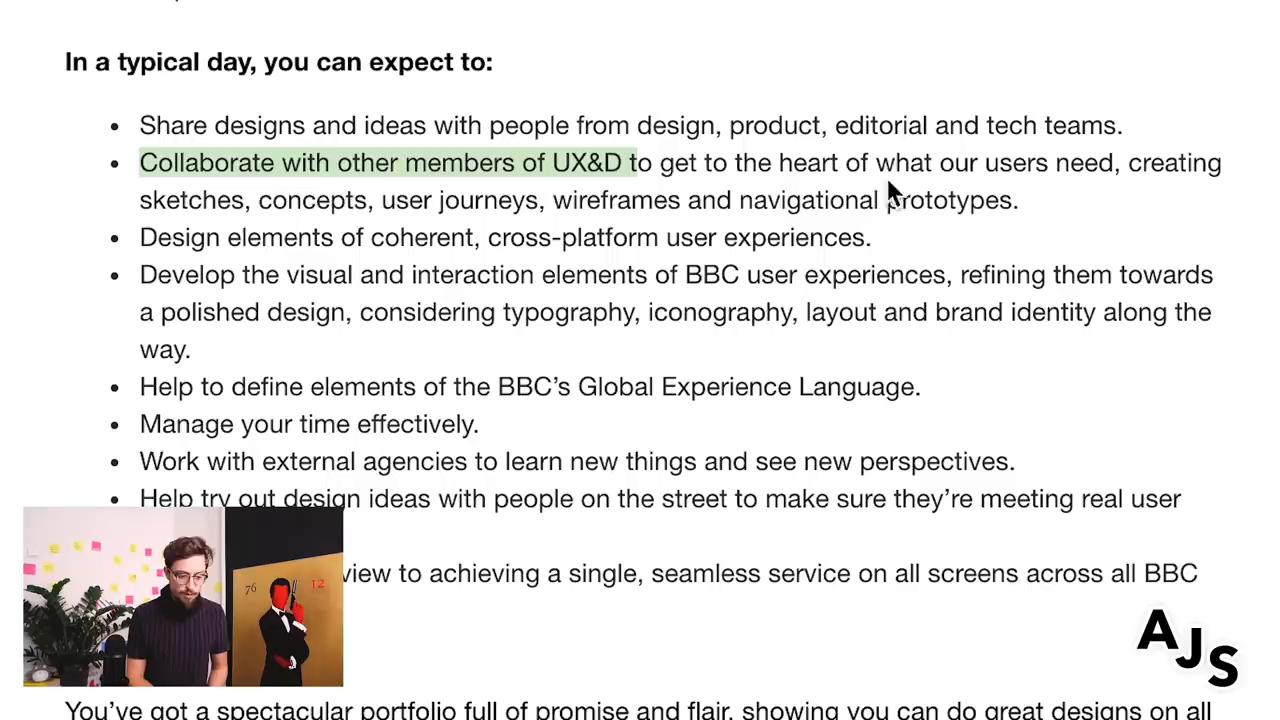 In a typical day, you can expect to:
• Share designs and ideas with people from design, product, editorial and tech teams.
• Collaborate with other members of UX&D to get to the heart of what our users need, creating
sketches, concepts, user journeys, wireframes and navigational prototypes.
• Design elements of coherent, cross-platform user experiences.
• Develop the visual and interaction elements of BBC user experiences, refining them towards
a polished design, considering typography, iconography, layout and brand identity along the
way.
• Help to define elements of the BBC’s Global Experience Language.
• Manage your time effectively.
• Work with external agencies to learn new things and see new perspectives.
• Help try out design ideas with people on the street to make sure they’re meeting real user
view to achieving a single, seamless service on all screens across all BBC
76 12
AJS
You’ve got a spectacular portfolio full of promise and flair, showing you can do great designs on all